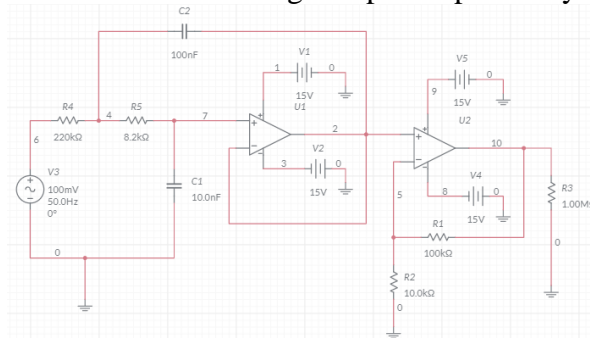 C2
100nF
V1
1
0
15V
U1
V5
9
0
15V
U2
R4
4
R5
7
220kΩ
8.2kΩ
6
2
10
V3
100mV
50.0Hz
0°
C1
10.0nF
3
V2
0
15V
5
8
V4
0
15V
R3
1.00M
R1
100kΩ
0
0
R2
10.0kΩ
0